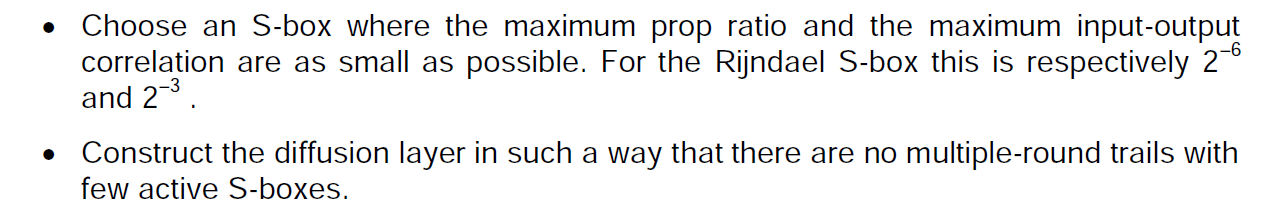 • Choose an S-box where the maximum prop ratio and the maximum input-output
correlation are as small as possible. For the Rijndael S-box this is respectively 2⁻⁶
and 2⁻³ .
• Construct the diffusion layer in such a way that there are no multiple-round trails with
few active S-boxes.